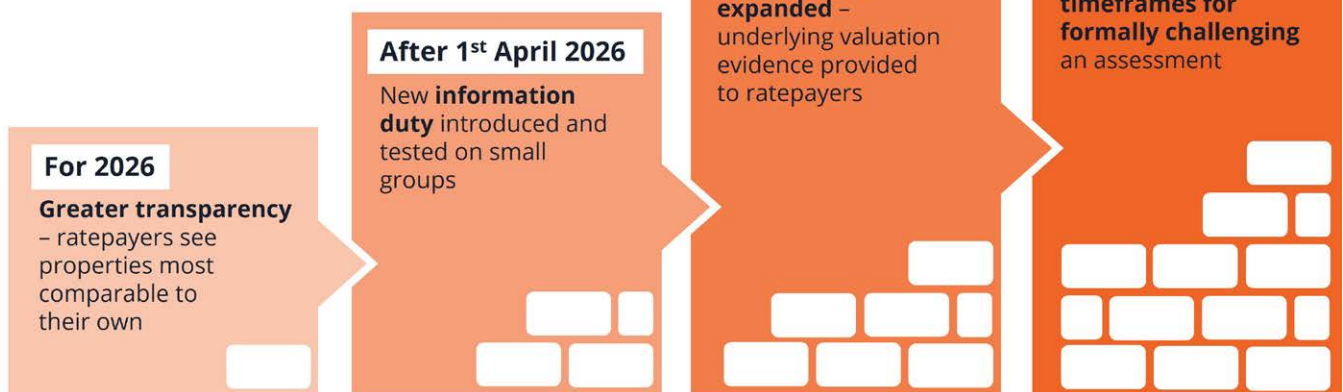 For 2026
Greater transparency
– ratepayers see
properties most
comparable to
their own
After 1st April 2026
New information
duty introduced and
tested on small
groups
expanded –
underlying valuation
evidence provided
to ratepayers
timeframes for
formally challenging
an assessment